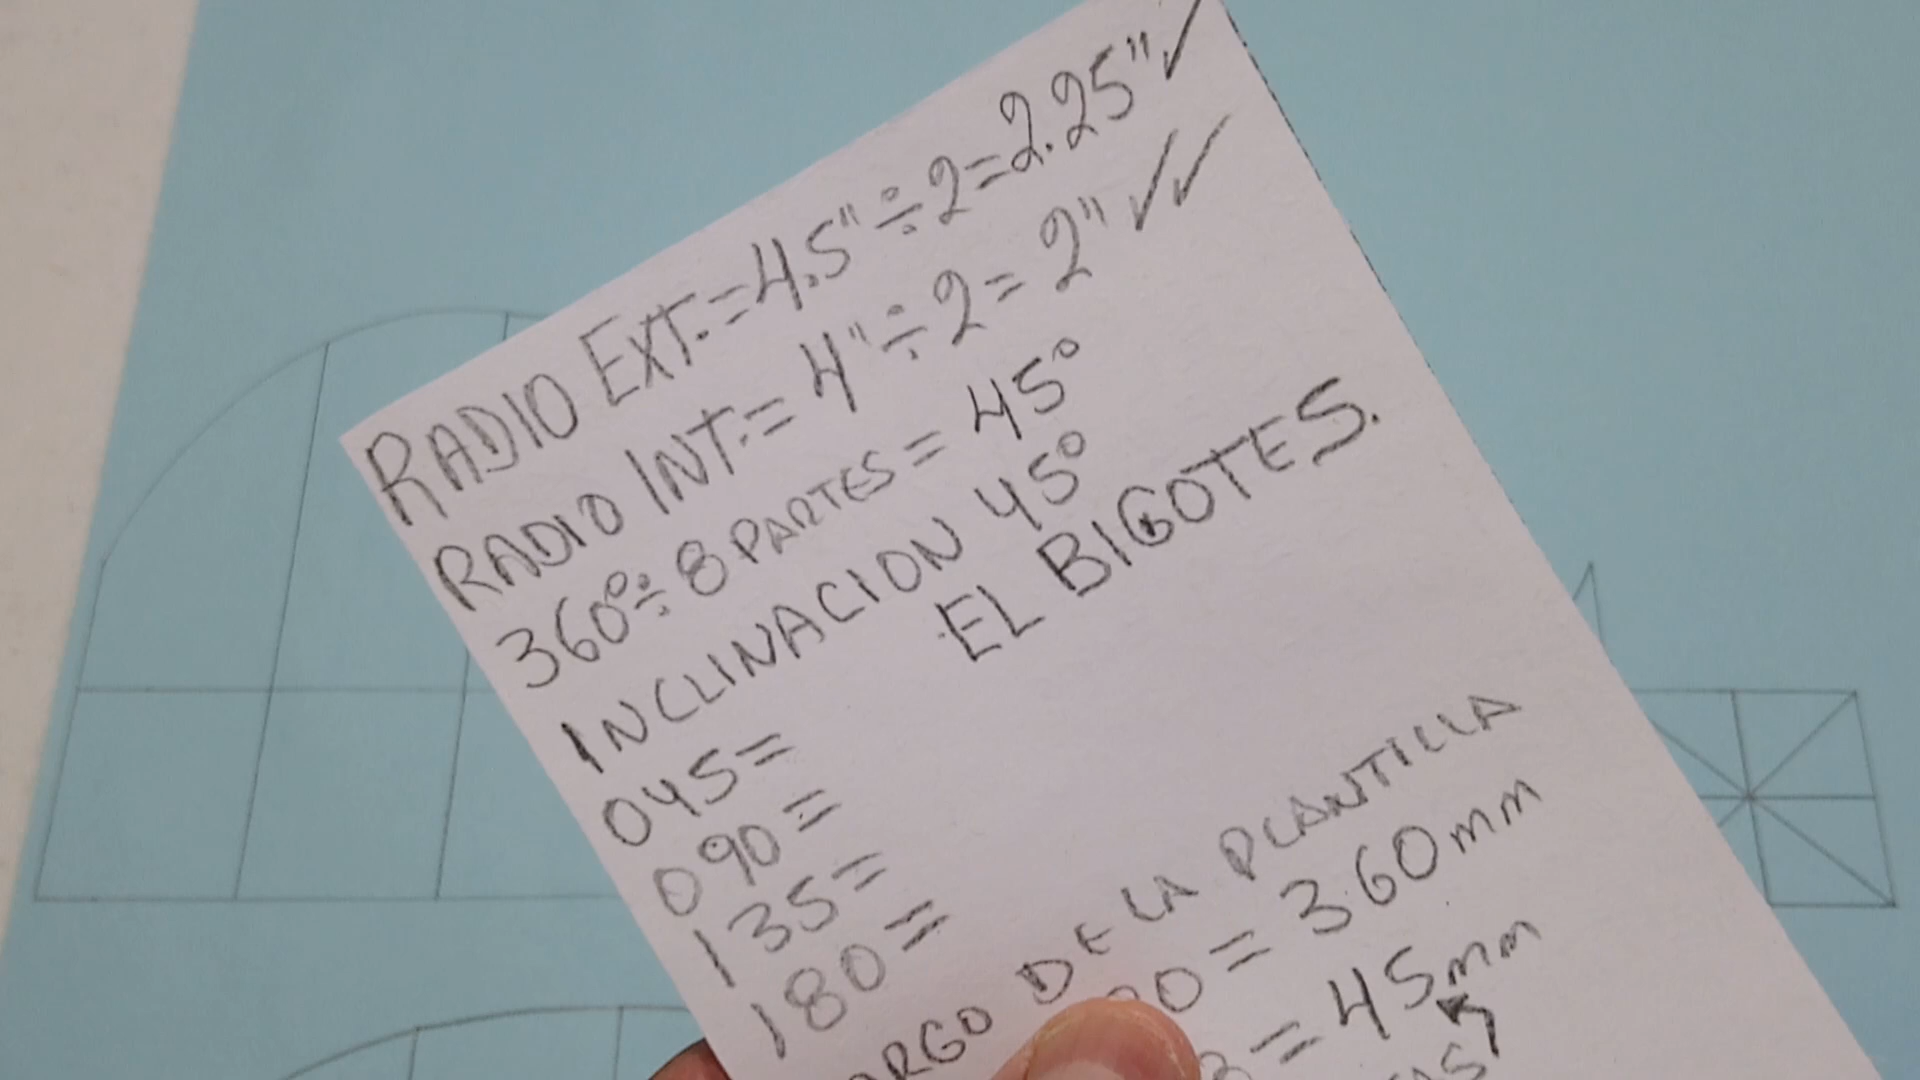 RADIO EXT.=4.5"÷2=2.25"✓
RADIO INT.=4"÷2=2"✓✓
360°÷8 PARTES=45°
INCLINACION 45°
EL BIGOTES.
045=
090=
135=
180=
DE LA PLANTILLA
=360mm
=45mm